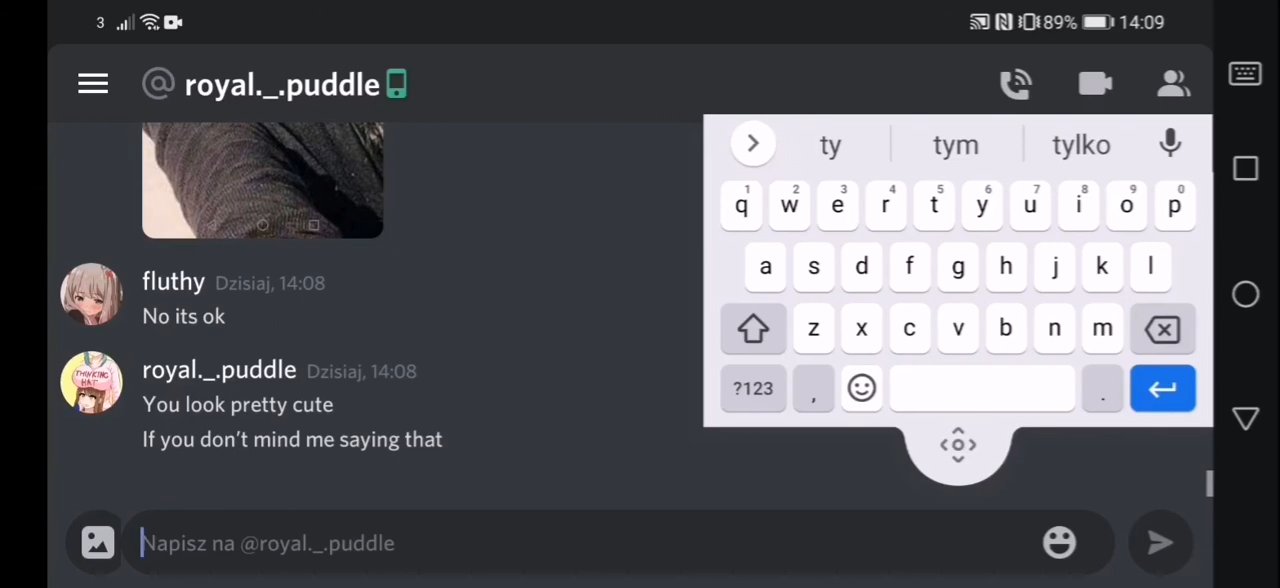 3 89% 14:09
@ royal._.puddle
fluthy Dzisiaj, 14:08
No its ok
THINKING HAT
royal._.puddle Dzisiaj, 14:08
You look pretty cute
If you don't mind me saying that
Napisz na @royal._.puddle
ty tym tylko
1 2 3 4 5 6 7 8 9 0
q w e r t y u i o p
a s d f g h j k l
z x c v b n m
?123 , .